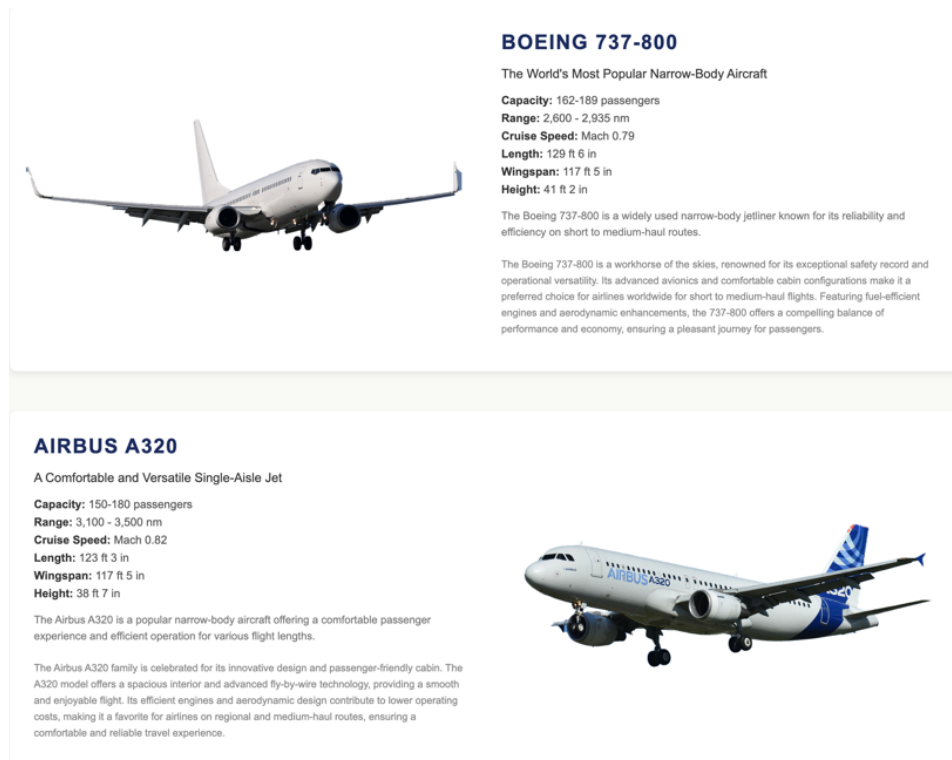 BOEING 737-800
The World's Most Popular Narrow-Body Aircraft
Capacity: 162-189 passengers
Range: 2,600 - 2,935 nm
Cruise Speed: Mach 0.79
Length: 129 ft 6 in
Wingspan: 117 ft 5 in
Height: 41 ft 2 in
The Boeing 737-800 is a widely used narrow-body jetliner known for its reliability and
efficiency on short to medium-haul routes.
The Boeing 737-800 is a workhorse of the skies, renowned for its exceptional safety record and
operational versatility. Its advanced avionics and comfortable cabin configurations make it a
preferred choice for airlines worldwide for short to medium-haul flights. Featuring fuel-efficient
engines and aerodynamic enhancements, the 737-800 offers a compelling balance of
performance and economy, ensuring a pleasant journey for passengers.
AIRBUS A320
A Comfortable and Versatile Single-Aisle Jet
Capacity: 150-180 passengers
Range: 3,100 - 3,500 nm
Cruise Speed: Mach 0.82
Length: 123 ft 3 in
Wingspan: 117 ft 5 in
Height: 38 ft 7 in
The Airbus A320 is a popular narrow-body aircraft offering a comfortable passenger
experience and efficient operation for various flight lengths.
The Airbus A320 family is celebrated for its innovative design and passenger-friendly cabin. The
A320 model offers a spacious interior and advanced fly-by-wire technology, providing a smooth
and enjoyable flight. Its efficient engines and aerodynamic design contribute to lower operating
costs, making it a favorite for airlines on regional and medium-haul routes, ensuring a
comfortable and reliable travel experience.
AIRBUS A320